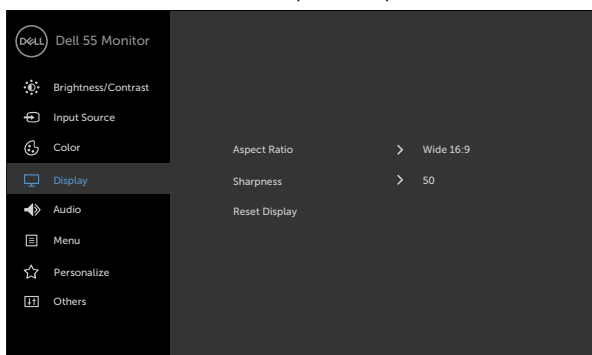 DELL Dell 55 Monitor
Brightness/Contrast
Input Source
Color
Aspect Ratio Wide 16:9
Display
Sharpness 50
Audio
Reset Display
Menu
Personalize
Others